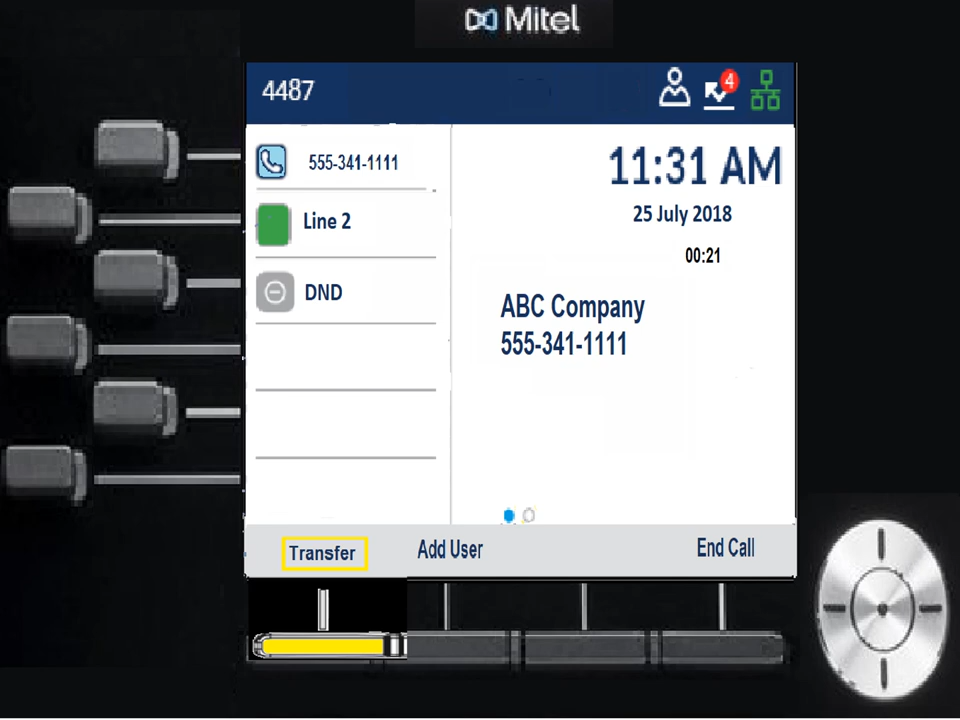 Mitel
4487
4
555-341-1111
11:31 AM
Line 2
25 July 2018
00:21
DND
ABC Company
555-341-1111
Transfer
Add User
End Call